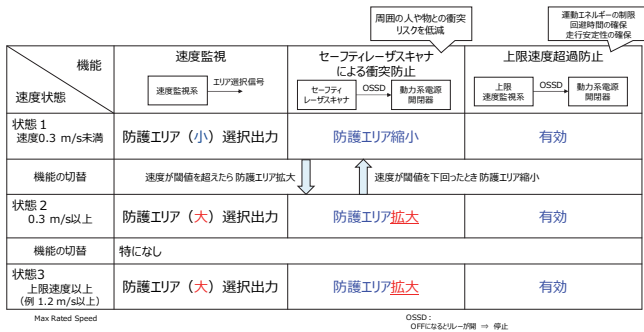 周囲の人や物との衝突
リスクを低減
運動エネルギーの制限
回避時間の確保
走行安定性の確保
機能
速度状態
速度監視
速度監視系
エリア選択信号
セーフティレーザスキャナ
による衝突防止
セーフティ
レーザスキャナ
OSSD
動力系電源
開閉器
上限速度超過防止
上限
速度監視系
OSSD
動力系電源
開閉器
状態1
速度0.3 m/s未満
防護エリア（小）選択出力
防護エリア縮小
有効
機能の切替
速度が閾値を超えたら 防護エリア拡大
速度が閾値を下回ったとき 防護エリア縮小
状態2
0.3 m/s以上
防護エリア（大）選択出力
防護エリア拡大
有効
機能の切替
特になし
状態3
上限速度以上
（例 1.2 m/s以上）
防護エリア（大）選択出力
防護エリア拡大
有効
Max Rated Speed
OSSD：
OFFになるとリレーが開 ⇒ 停止